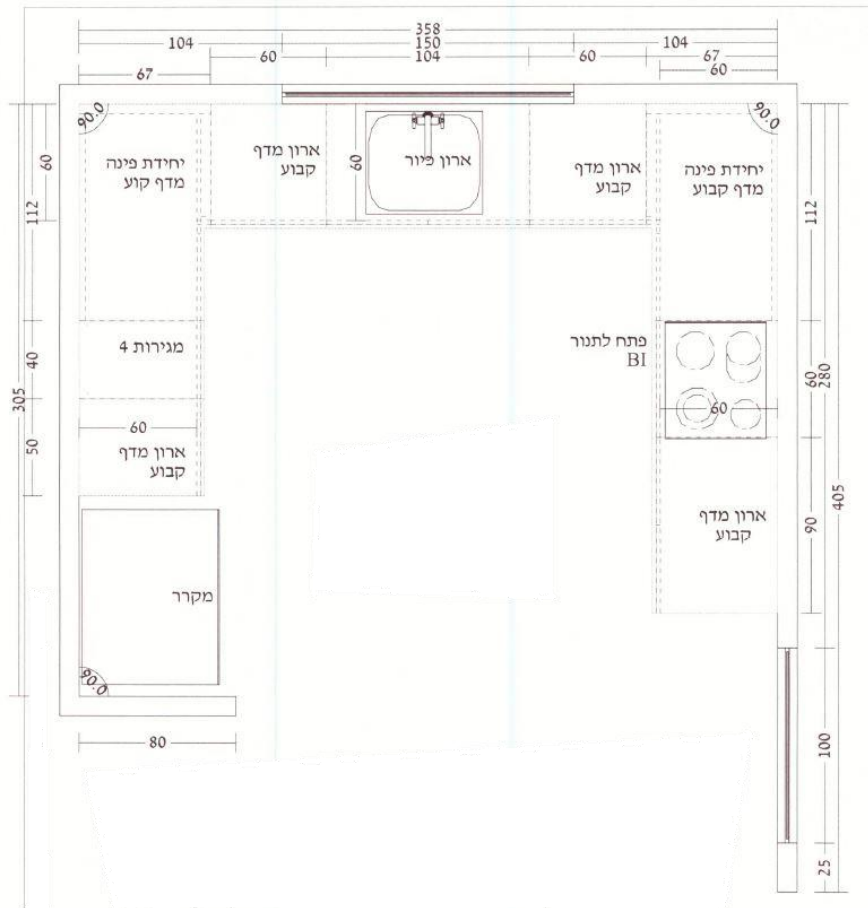 358
104 150 104
60 104 60 67
67 60
90.0
90.0
יחידת פינה
מדף קוע
ארון מדף
קבוע
ארון כיור
60
ארון מדף
קבוע
יחידת פינה
מדף קבוע
60
112
40
50
305
מגירות 4
60
ארון מדף
קבוע
מקרר
90.0
80
פתח לתנור
BI
60
ארון מדף
קבוע
112
60
280
90
405
100
25